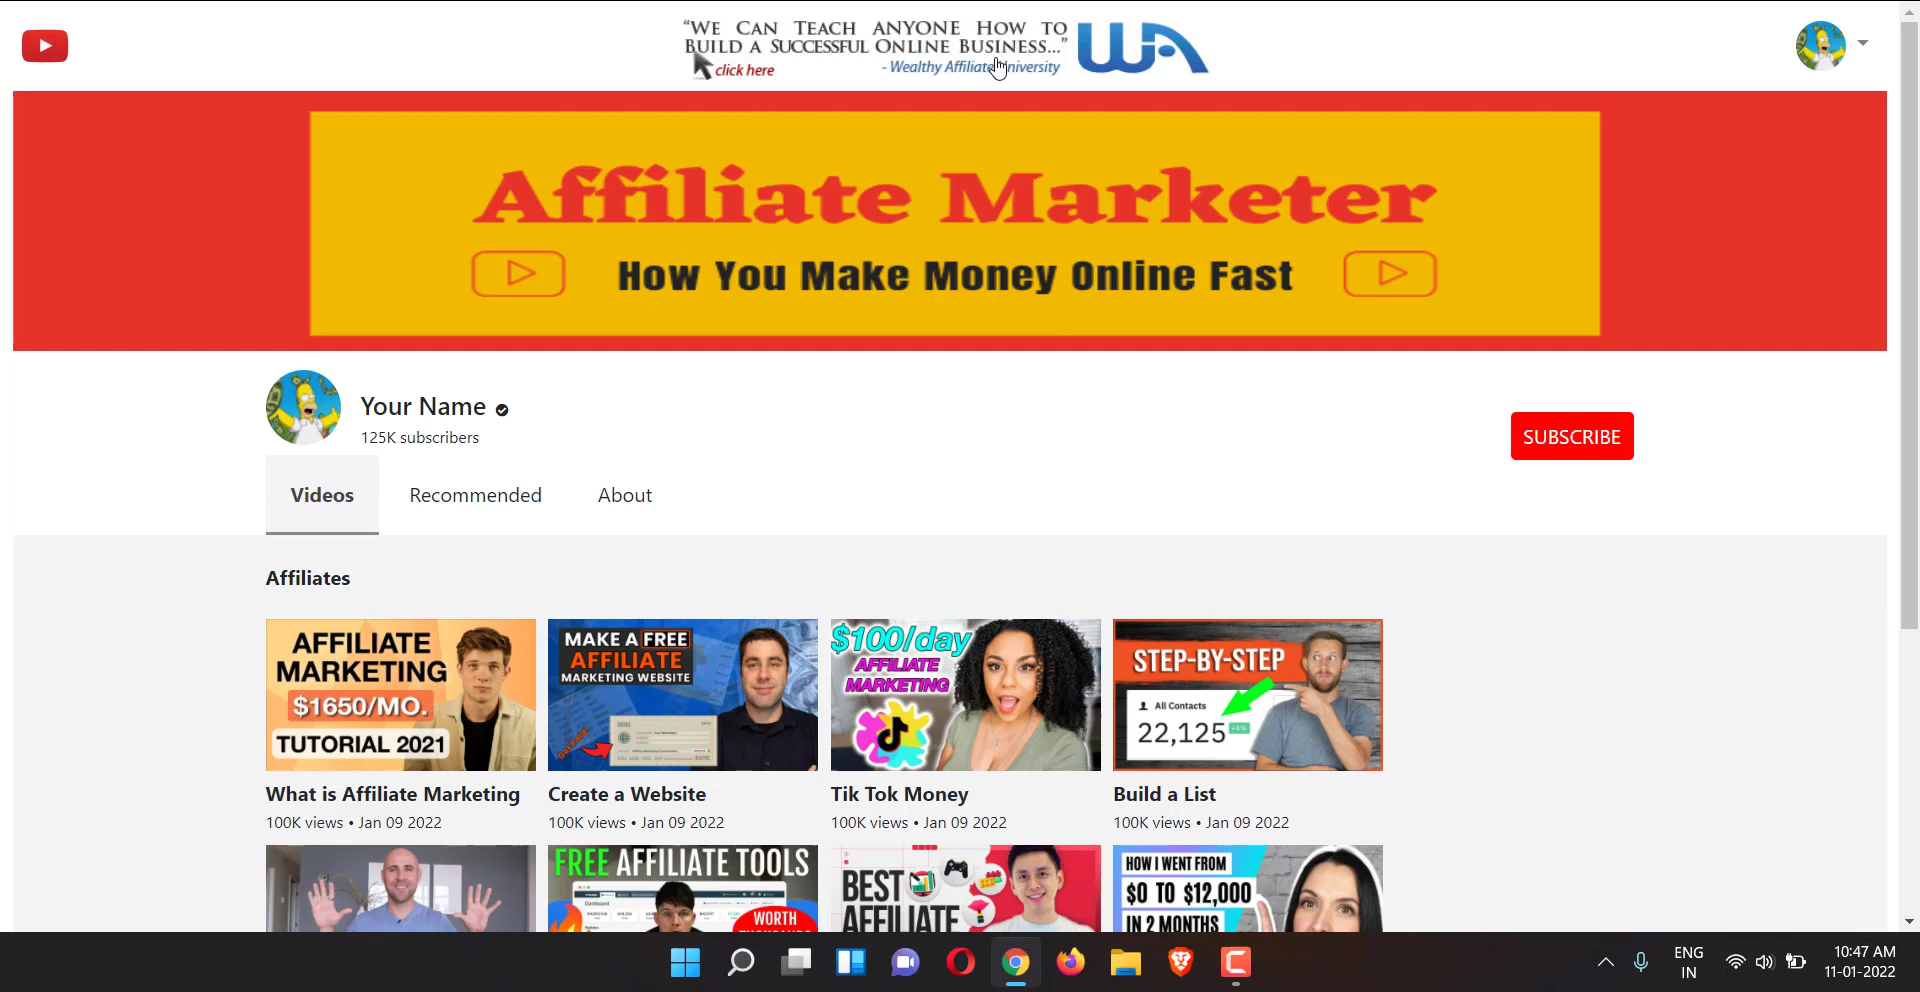 “WE CAN TEACH ANYONE HOW TO
BUILD A SUCCESSFUL ONLINE BUSINESS...”
click here
- Wealthy Affiliate University
WA
Affiliate Marketer
How You Make Money Online Fast
Your Name
125K subscribers
SUBSCRIBE
Videos
Recommended
About
Affiliates
AFFILIATE
MARKETING
$1650/MO.
TUTORIAL 2021
MAKE A FREE
AFFILIATE
MARKETING WEBSITE
Get Paid!
$100/day
AFFILIATE
MARKETING
STEP-BY-STEP
All Contacts
22,125
What is Affiliate Marketing
100K views • Jan 09 2022
Create a Website
100K views • Jan 09 2022
Tik Tok Money
100K views • Jan 09 2022
Build a List
100K views • Jan 09 2022
FREE AFFILIATE TOOLS
Dashboard
WORTH
BEST
AFFILIATE
HOW I WENT FROM
$0 TO $12,000
IN 2 MONTHS
ENG
IN
10:47 AM
11-01-2022